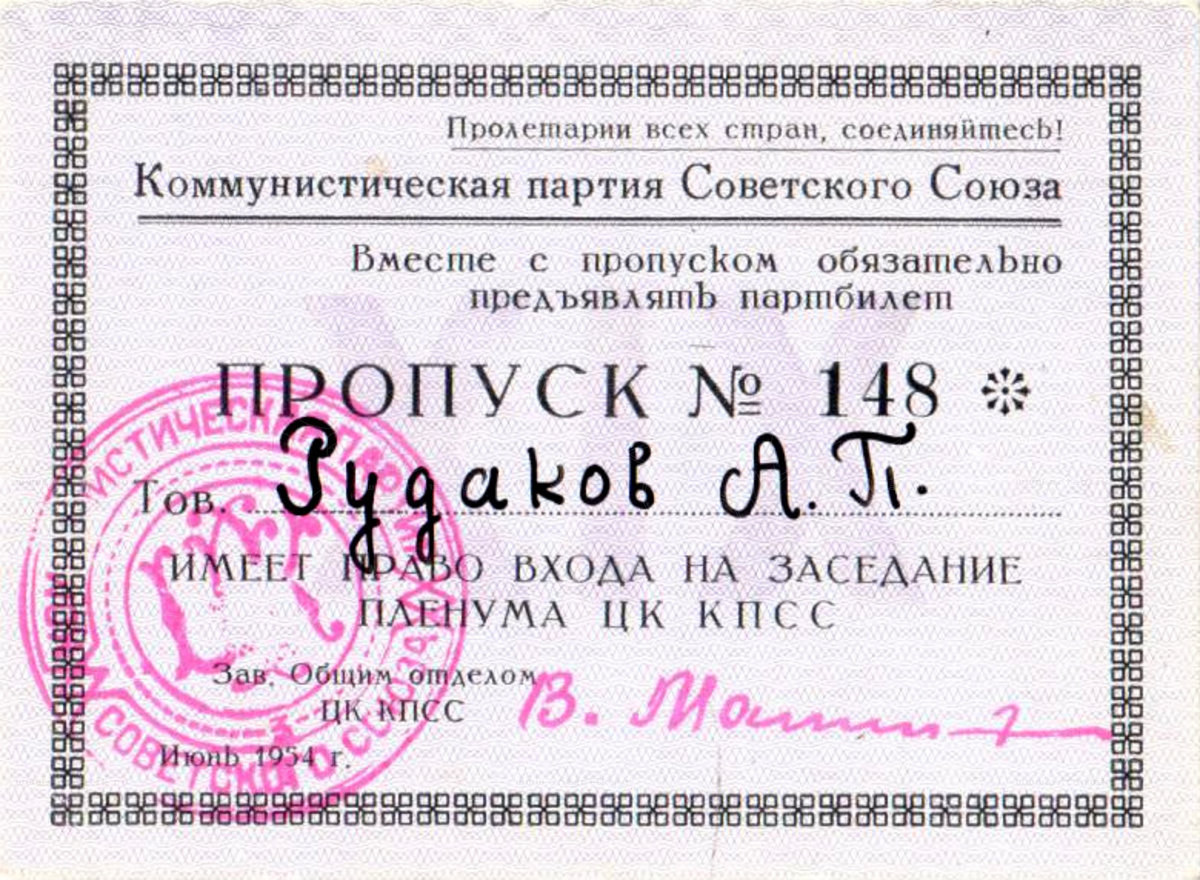 Пролетарии всех стран, соединяйтесь!
Коммунистическая партия Советского Союза
Вместе с пропуском обязательно
предъявлять партбилет
ПРОПУСК № 148
Тов. Рудаков А. П.
ИМЕЕТ ПРАВО ВХОДА НА ЗАСЕДАНИЕ
ПЛЕНУМА ЦК КПСС
Зав. Общим отделом
ЦК КПСС
В.
Июнь 1954 г.